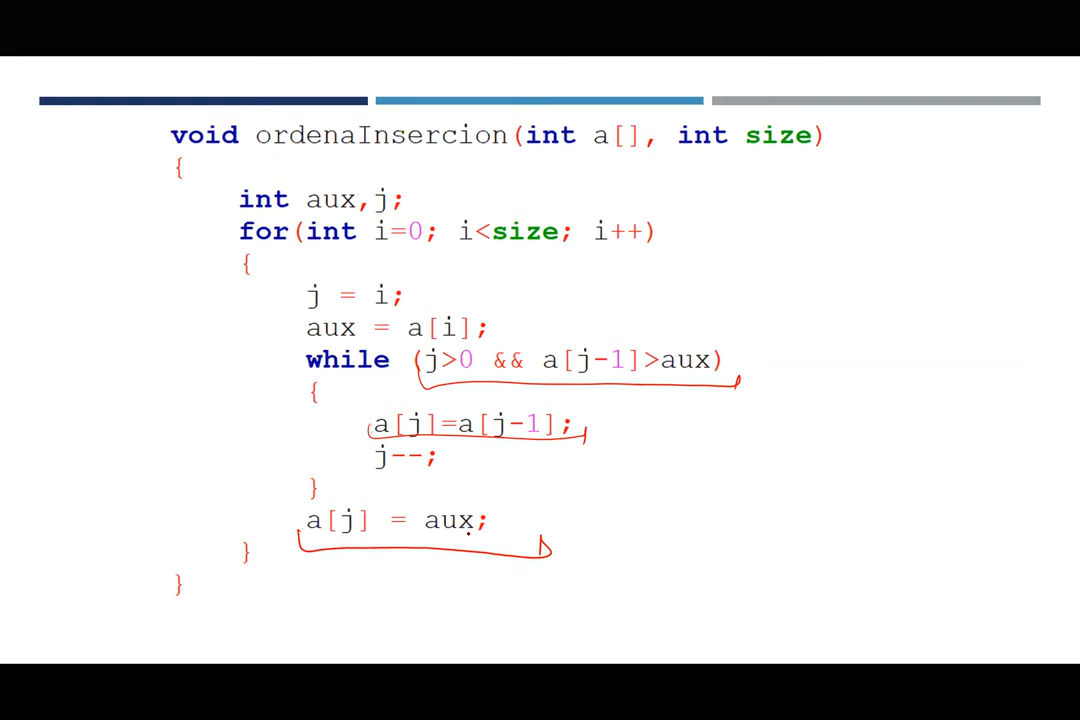 void ordenaInsercion(int a[], int size)
{
int aux,j;
for(int i=0; i<size; i++)
{
j = i;
aux = a[i];
while (j>0 && a[j-1]>aux)
{
a[j]=a[j-1];
j--;
}
a[j] = aux;
}
}